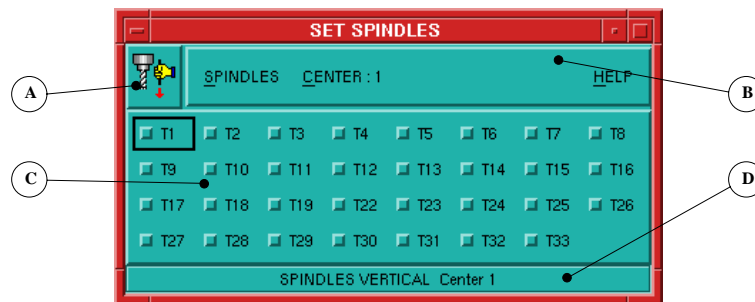 SET SPINDLES
A
SPINDLES CENTER : 1 HELP
B
T1 T2 T3 T4 T5 T6 T7 T8
T9 T10 T11 T12 T13 T14 T15 T16
C
T17 T18 T19 T22 T23 T24 T25 T26
D
T27 T28 T29 T30 T31 T32 T33
SPINDLES VERTICAL Center 1